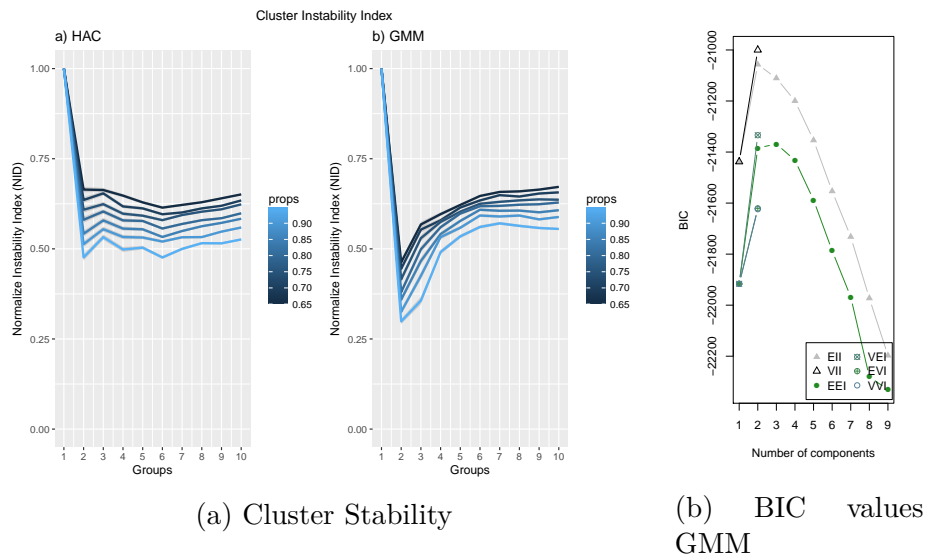 Cluster Instability Index
a) HAC
b) GMM
Normalize Instability Index (NID)
1.00
0.75
0.50
0.25
0.00
1 2 3 4 5 6 7 8 9 10
Groups
props
0.90
0.85
0.80
0.75
0.70
0.65
Normalize Instability Index (NID)
1.00
0.75
0.50
0.25
0.00
1 2 3 4 5 6 7 8 9 10
Groups
props
0.90
0.85
0.80
0.75
0.70
0.65
(a) Cluster Stability
BIC
−21000
−21200
−21400
−21600
−21800
−22000
−22200
EII VEI
VII EVI
EEI VVI
1 2 3 4 5 6 7 8 9
Number of components
(b) BIC values
GMM